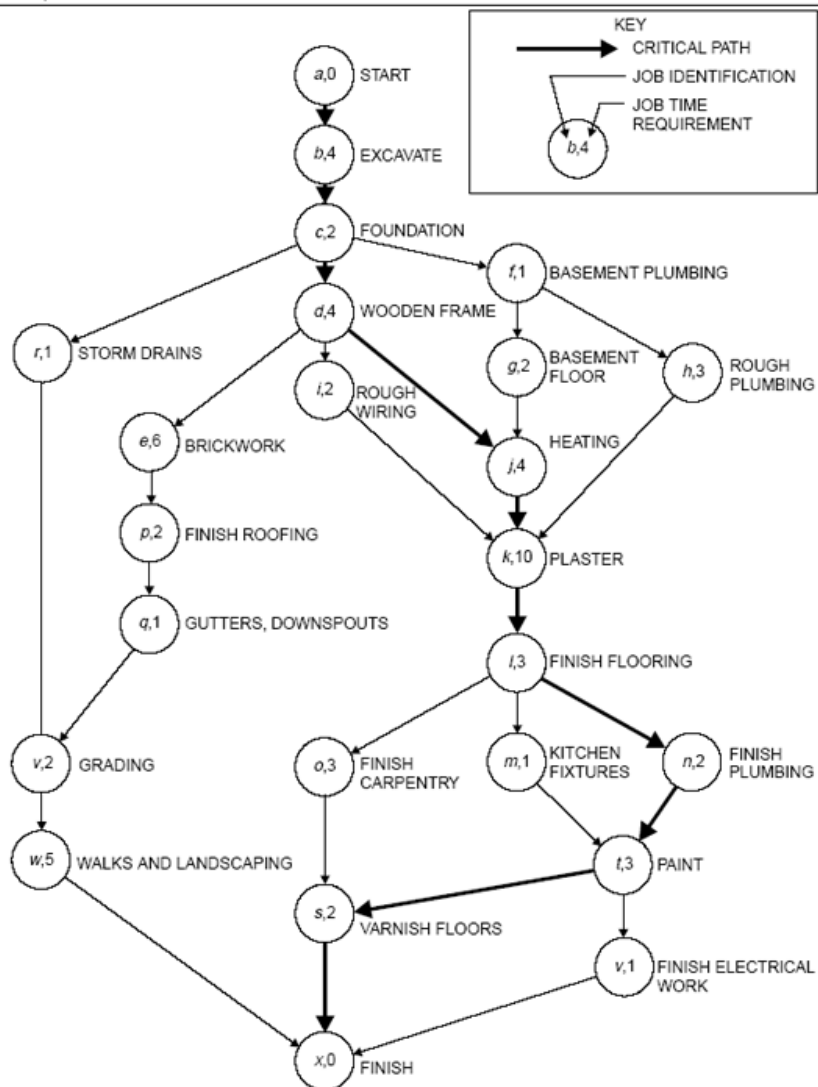 KEY
CRITICAL PATH
JOB IDENTIFICATION
JOB TIME
REQUIREMENT
b,4
a,0 START
b,4 EXCAVATE
c,2 FOUNDATION
f,1 BASEMENT PLUMBING
d,4 WOODEN FRAME
r,1 STORM DRAINS
g,2 BASEMENT
FLOOR
h,3 ROUGH
PLUMBING
i,2 ROUGH
WIRING
e,6 BRICKWORK
HEATING
j,4
p,2 FINISH ROOFING
k,10 PLASTER
q,1 GUTTERS, DOWNSPOUTS
l,3 FINISH FLOORING
v,2 GRADING
o,3 FINISH
CARPENTRY
m,1 KITCHEN
FIXTURES
n,2 FINISH
PLUMBING
w,5 WALKS AND LANDSCAPING
t,3 PAINT
s,2 VARNISH FLOORS
v,1 FINISH ELECTRICAL
WORK
x,0 FINISH